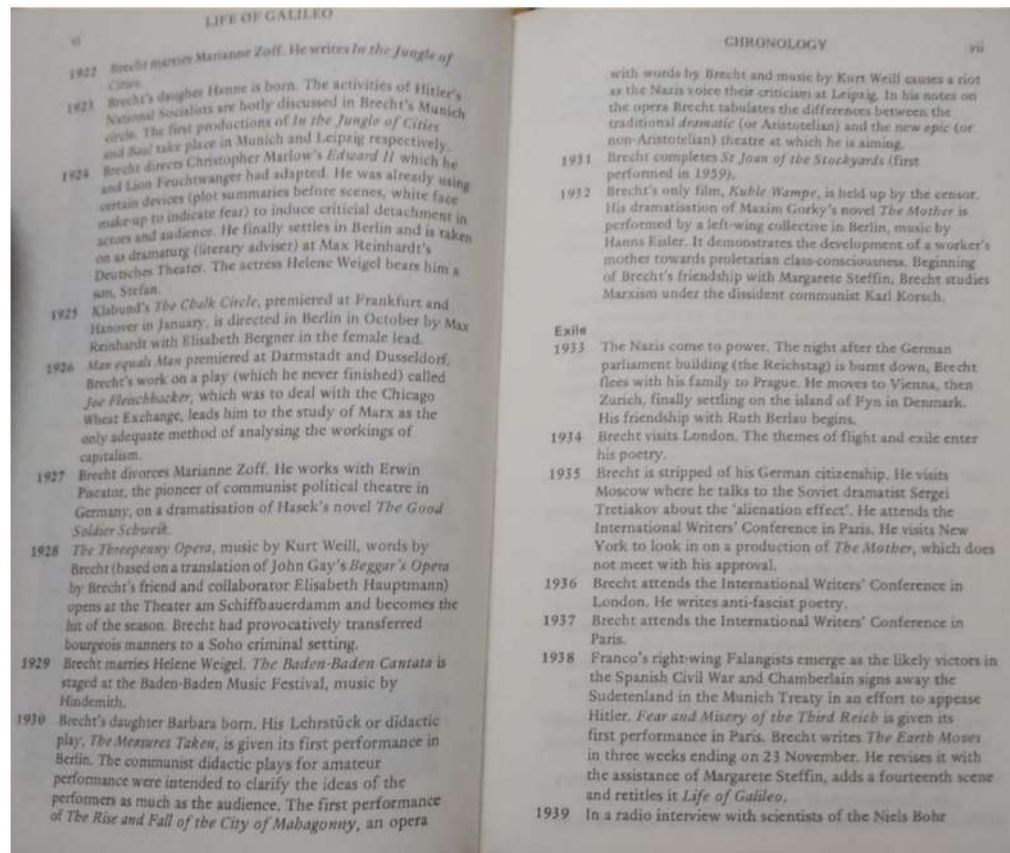 LIFE OF GALILEO
vi
1922 Brecht marries Marianne Zoff. He writes In the Jungle of
Cities.
1923 Brecht's daugher Hanne is born. The activities of Hitler's
National Socialists are hotly discussed in Brecht's Munich
circle. The first productions of In the Jungle of Cities
and Baal take place in Munich and Leipzig respectively.
1924 Brecht directs Christopher Marlow's Edward II which he
and Lion Feuchtwanger had adapted. He was already using
certain devices (plot summaries before scenes, white face
make-up to indicate fear) to induce criticial detachment in
actors and audience. He finally settles in Berlin and is taken
on as dramaturg (literary adviser) at Max Reinhardt's
Deutsches Theater. The actress Helene Weigel bears him a
son, Stefan.
1925 Klabund's The Chalk Circle, premiered at Frankfurt and
Hanover in January, is directed in Berlin in October by Max
Reinhardt with Elisabeth Bergner in the female lead.
1926 Man equals Man premiered at Darmstadt and Dusseldorf.
Brecht's work on a play (which he never finished) called
Joe Fleischhacker, which was to deal with the Chicago
Wheat Exchange, leads him to the study of Marx as the
only adequate method of analysing the workings of
capitalism.
1927 Brecht divorces Marianne Zoff. He works with Erwin
Piscator, the pioneer of communist political theatre in
Germany, on a dramatisation of Hasek's novel The Good
Soldier Schweik.
1928 The Threepenny Opera, music by Kurt Weill, words by
Brecht (based on a translation of John Gay's Beggar's Opera
by Brecht's friend and collaborator Elisabeth Hauptmann)
opens at the Theater am Schiffbauerdamm and becomes the
hit of the season. Brecht had provocatively transferred
bourgeois manners to a Soho criminal setting.
1929 Brecht marries Helene Weigel. The Baden-Baden Cantata is
staged at the Baden-Baden Music Festival, music by
Hindemith.
1930 Brecht's daughter Barbara born. His Lehrstück or didactic
play, The Measures Taken, is given its first performance in
Berlin. The communist didactic plays for amateur
performance were intended to clarify the ideas of the
performers as much as the audience. The first performance
of The Rise and Fall of the City of Mahagonny, an opera
CHRONOLOGY vii
with words by Brecht and music by Kurt Weill causes a riot
as the Nazis voice their criticism at Leipzig. In his notes on
the opera Brecht tabulates the differences between the
traditional dramatic (or Aristotelian) and the new epic (or
non-Aristotelian) theatre at which he is aiming.
1931 Brecht completes St Joan of the Stockyards (first
performed in 1959).
1932 Brecht's only film, Kuhle Wampe, is held up by the censor.
His dramatisation of Maxim Gorky's novel The Mother is
performed by a left-wing collective in Berlin, music by
Hanns Eisler. It demonstrates the development of a worker's
mother towards proletarian class-consciousness. Beginning
of Brecht's friendship with Margarete Steffin. Brecht studies
Marxism under the dissident communist Karl Korsch.
Exile
1933 The Nazis come to power. The night after the German
parliament building (the Reichstag) is burnt down, Brecht
flees with his family to Prague. He moves to Vienna, then
Zurich, finally settling on the island of Fyn in Denmark.
His friendship with Ruth Berlau begins.
1934 Brecht visits London. The themes of flight and exile enter
his poetry.
1935 Brecht is stripped of his German citizenship. He visits
Moscow where he talks to the Soviet dramatist Sergei
Tretiakov about the 'alienation effect'. He attends the
International Writers' Conference in Paris. He visits New
York to look in on a production of The Mother, which does
not meet with his approval.
1936 Brecht attends the International Writers' Conference in
London. He writes anti-fascist poetry.
1937 Brecht attends the International Writers' Conference in
Paris.
1938 Franco's right-wing Falangists emerge as the likely victors in
the Spanish Civil War and Chamberlain signs away the
Sudetenland in the Munich Treaty in an effort to appease
Hitler. Fear and Misery of the Third Reich is given its
first performance in Paris. Brecht writes The Earth Moves
in three weeks ending on 23 November. He revises it with
the assistance of Margarete Steffin, adds a fourteenth scene
and retitles it Life of Galileo.
1939 In a radio interview with scientists of the Niels Bohr